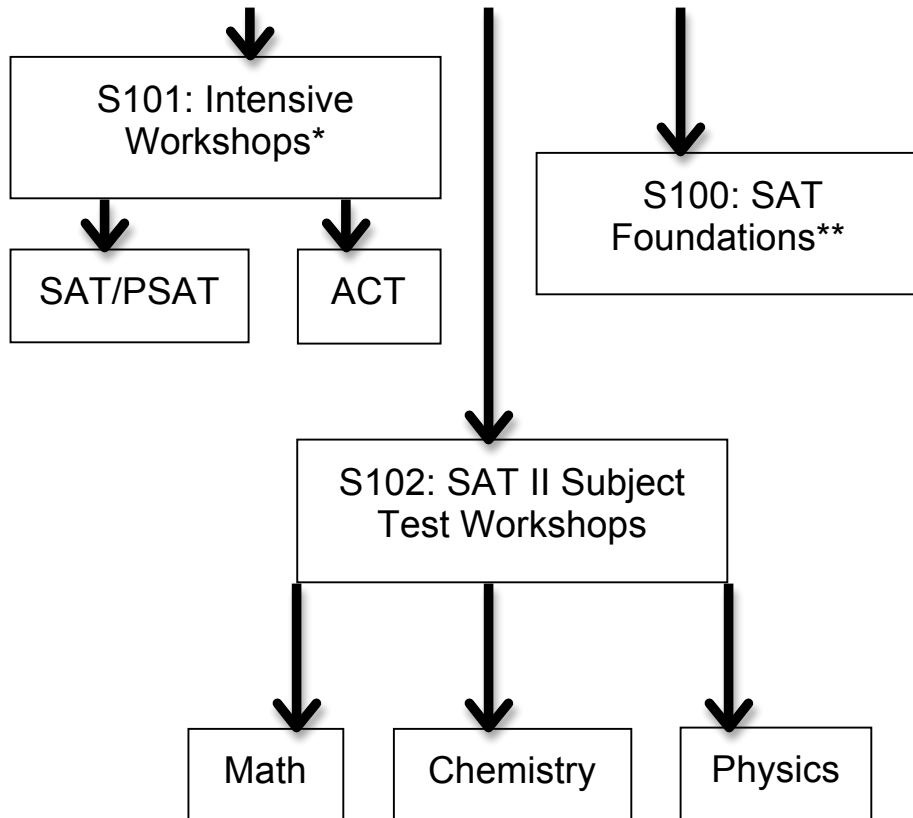 S101: Intensive
Workshops*
S100: SAT
Foundations**
SAT/PSAT
ACT
S102: SAT II Subject
Test Workshops
Math
Chemistry
Physics